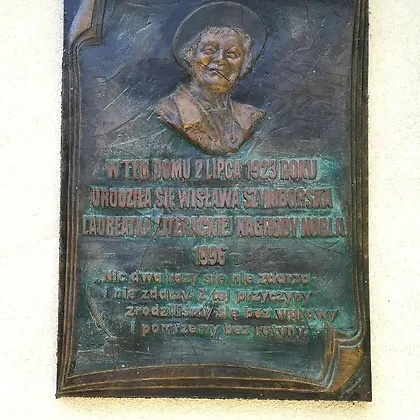 W TYM DOMU 2 LIPCA 1923 ROKU
URODZIŁA SIĘ WISŁAWA SZYMBORSKA
LAUREATKA LITERACKIEJ NAGRODY NOBLA
1996
„Nic dwa razy się nie zdarza
i nie zdarzy. Z tej przyczyny
zrodziliśmy się bez wprawy
i pomrzemy bez rutyny.